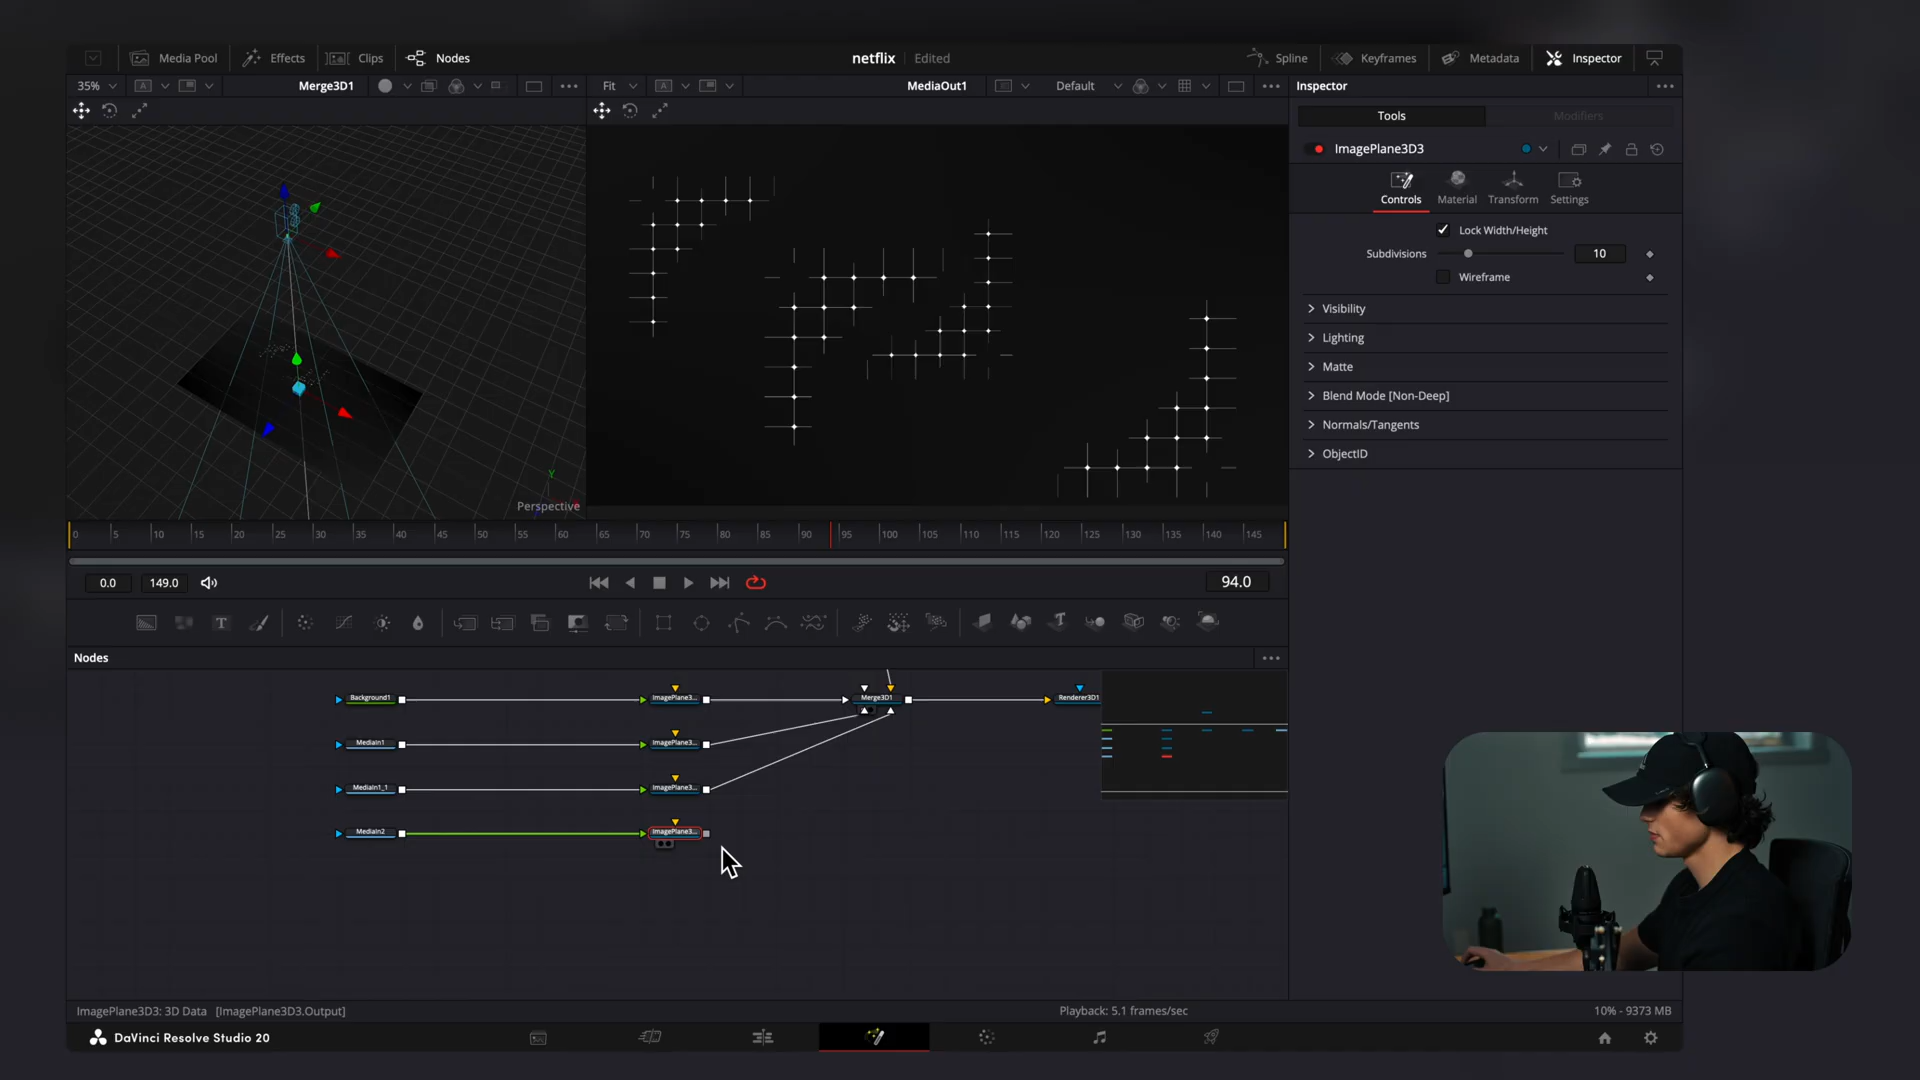 Media Pool
Effects
Clips
Nodes
netflix
Edited
Spline
Keyframes
Metadata
Inspector
35%
Merge3D1
Fit
MediaOut1
Default
Inspector
Tools
Modifiers
ImagePlane3D3
Controls
Material
Transform
Settings
Lock Width/Height
Subdivisions
10
Wireframe
Visibility
Lighting
Matte
Blend Mode [Non-Deep]
Normals/Tangents
ObjectID
Y
Perspective
0 5 10 15 20 25 30 35 40 45 50 55 60 65 70 75 80 85 90 95 100 105 110 115 120 125 130 135 140 145
0.0
149.0
94.0
Nodes
Background1
ImagePlane3...
Merge3D1
Renderer3D1
MediaIn1
ImagePlane3...
MediaIn1_1
ImagePlane3...
MediaIn2
ImagePlane3...
ImagePlane3D3: 3D Data [ImagePlane3D3.Output]
Playback: 5.1 frames/sec
10% - 9373 MB
DaVinci Resolve Studio 20